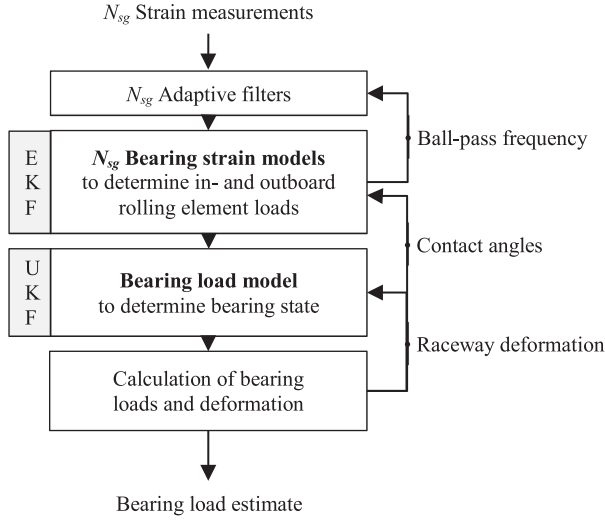 N_sg Strain measurements
N_sg Adaptive filters
Ball-pass frequency
E
K
F
N_sg Bearing strain models
to determine in- and outboard
rolling element loads
Contact angles
U
K
F
Bearing load model
to determine bearing state
Raceway deformation
Calculation of bearing
loads and deformation
Bearing load estimate